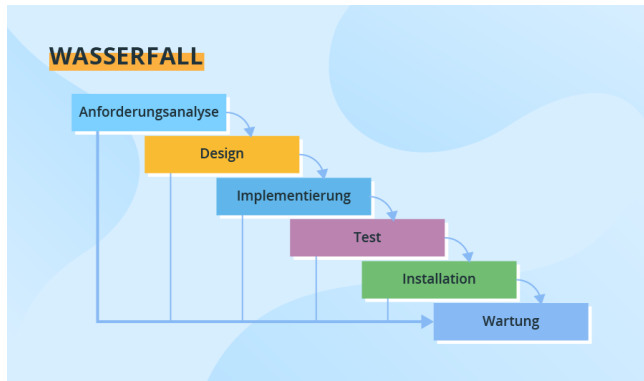 WASSERFALL
Anforderungsanalyse
Design
Implementierung
Test
Installation
Wartung